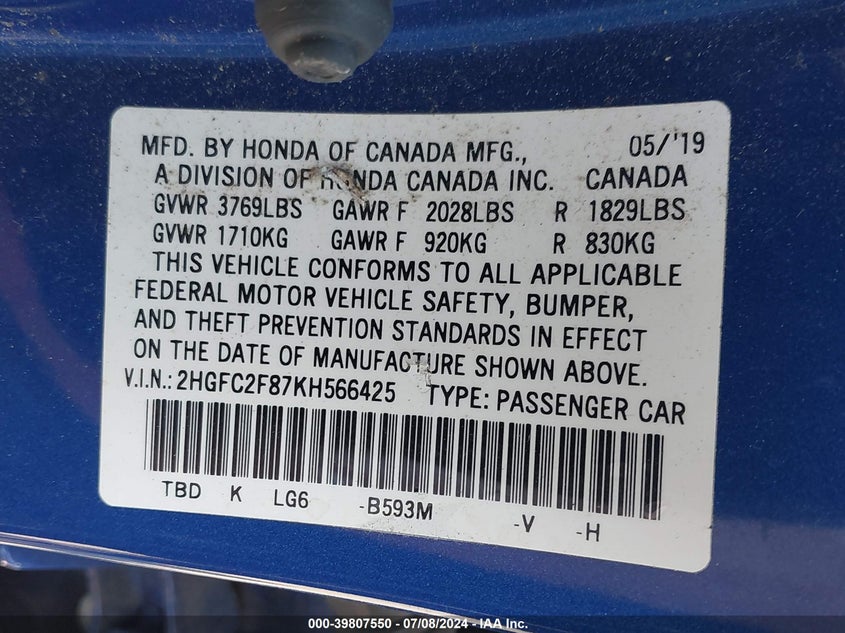 MFD. BY HONDA OF CANADA MFG., 05/'19
A DIVISION OF HONDA CANADA INC. CANADA
GVWR 3769LBS GAWR F 2028LBS R 1829LBS
GVWR 1710KG GAWR F 920KG R 830KG
THIS VEHICLE CONFORMS TO ALL APPLICABLE
FEDERAL MOTOR VEHICLE SAFETY, BUMPER,
AND THEFT PREVENTION STANDARDS IN EFFECT
ON THE DATE OF MANUFACTURE SHOWN ABOVE.
V.I.N.: 2HGFC2F87KH566425 TYPE: PASSENGER CAR
TBD K LG6 -B593M -V -H
000-39807550 - 07/08/2024 - IAA Inc.